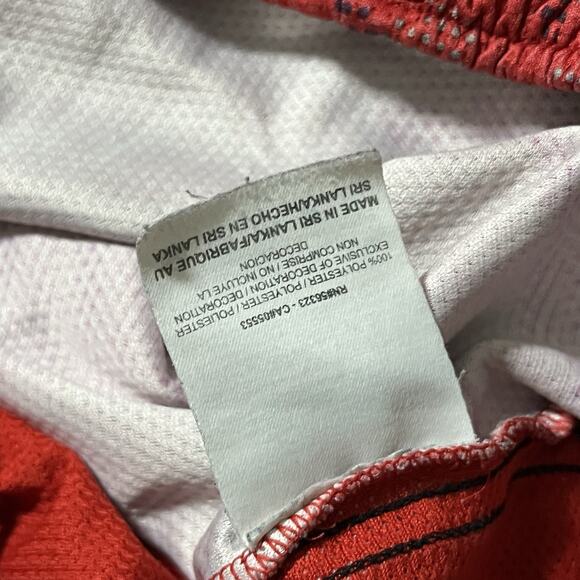 RN#56323 - CA#05553
100% POLYESTER / POLYESTER / POLIESTER
EXCLUSIVE OF DECORATION / DECORATION
NON COMPRISE / NO INCLUYE LA
DECORACION
MADE IN SRI LANKA/FABRIQUE AU
SRI LANKA/HECHO EN SRI LANKA